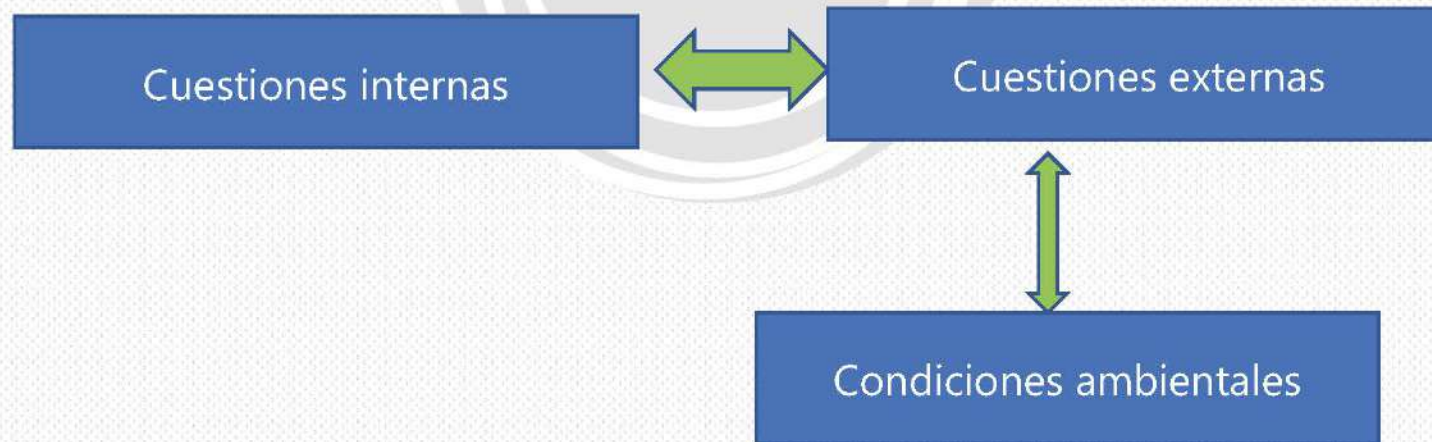 Cuestiones internas
Cuestiones externas
Condiciones ambientales